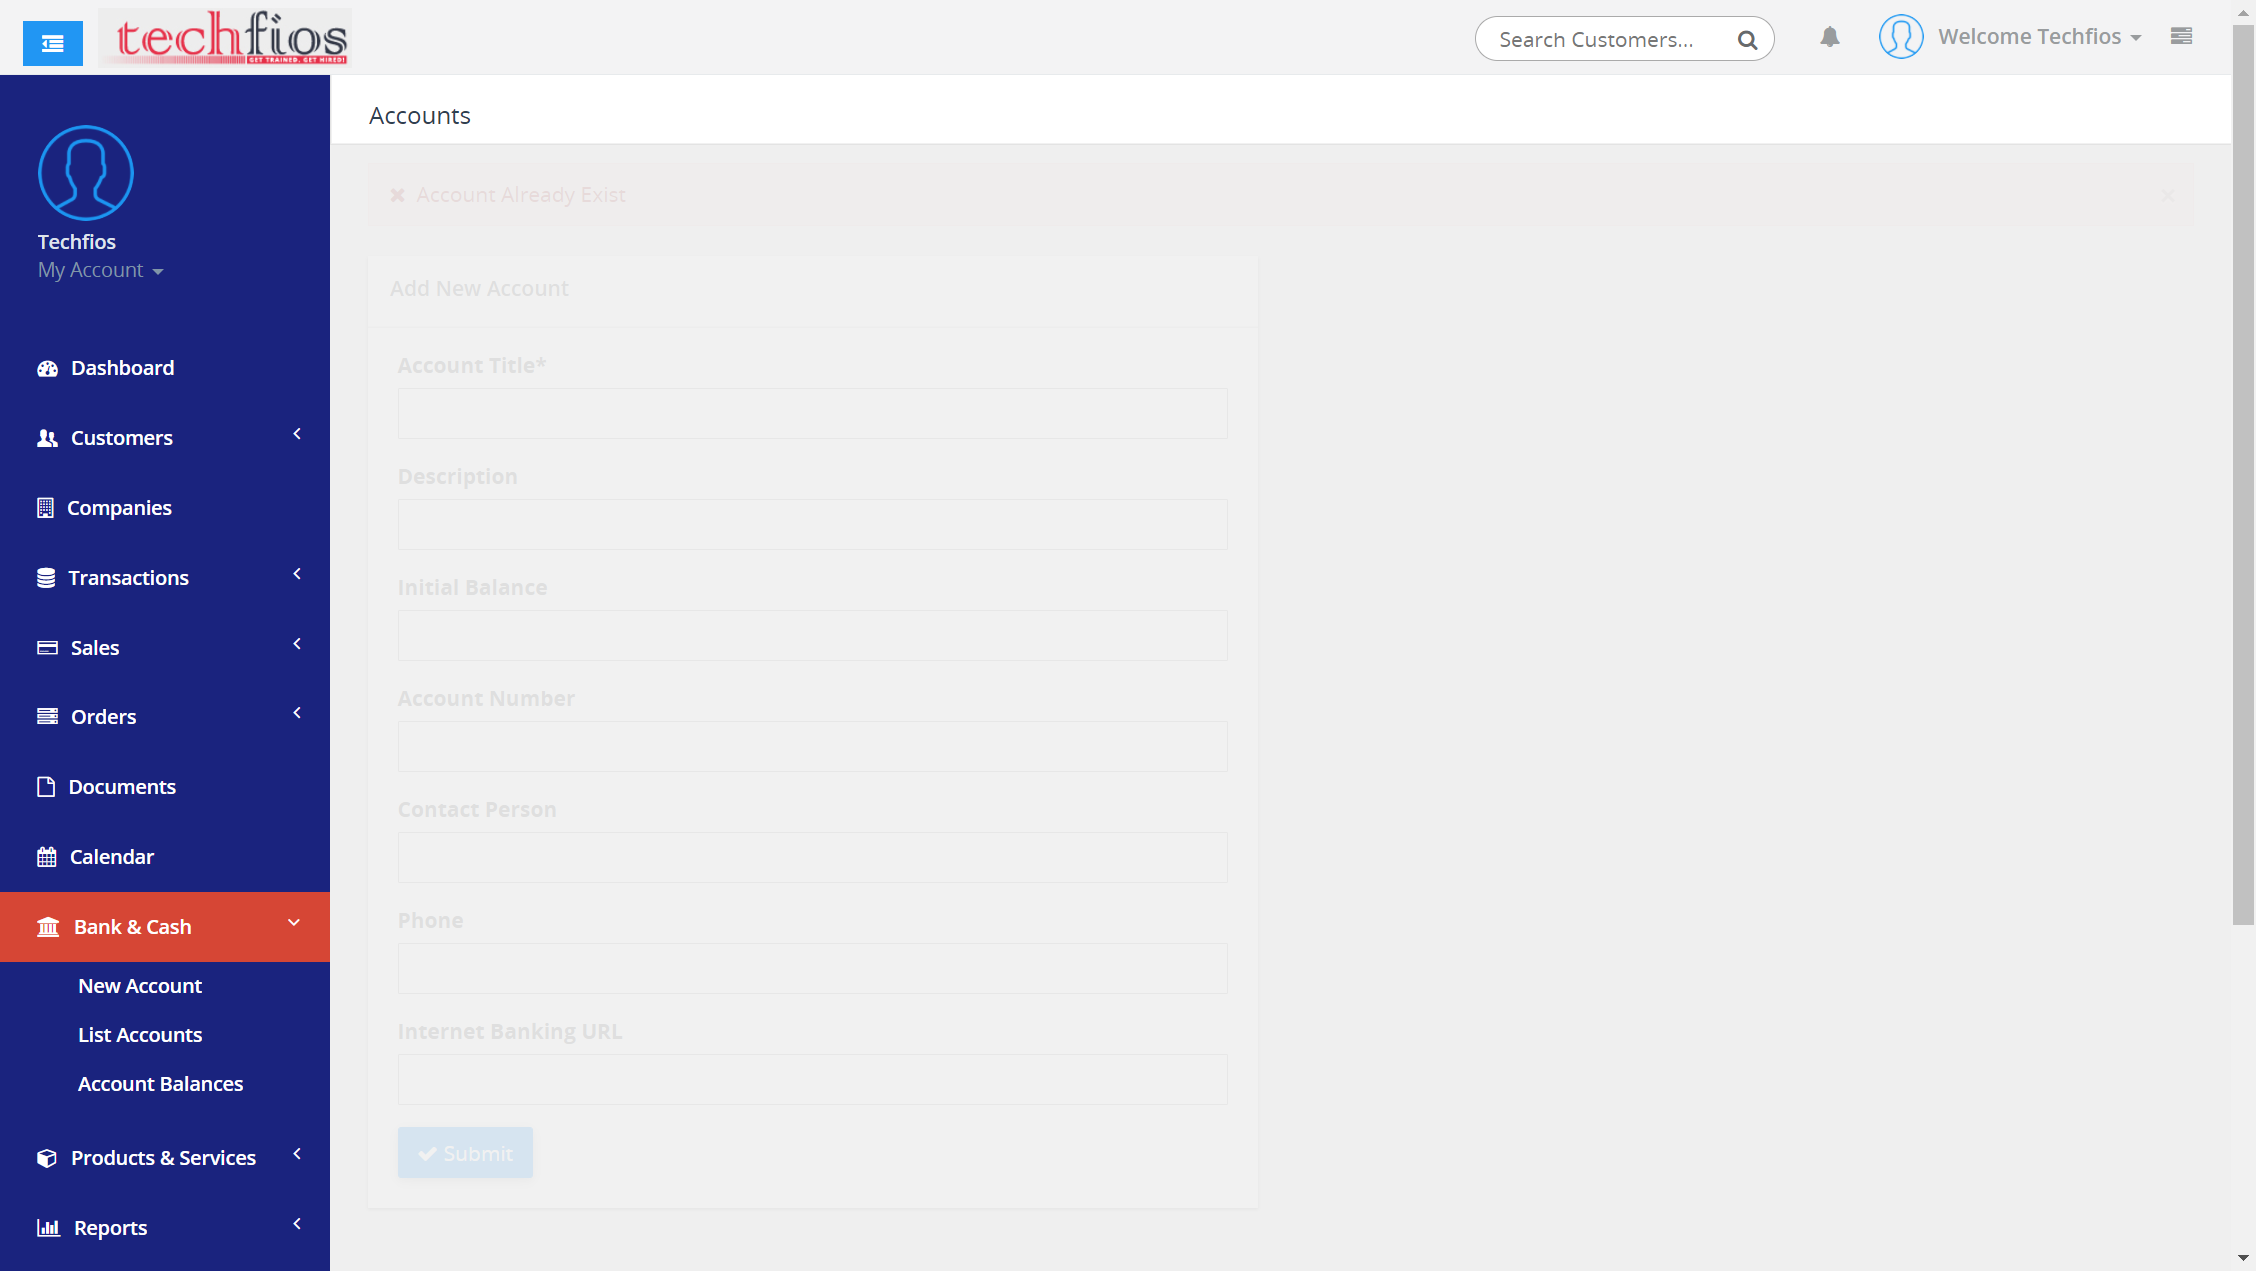 techfios
GET TRAINED. GET HIRED!
Search Customers...
Welcome Techfios
Techfios
My Account
Dashboard
Customers
Companies
Transactions
Sales
Orders
Documents
Calendar
Bank & Cash
New Account
List Accounts
Account Balances
Products & Services
Reports
Accounts
Account Already Exist
Add New Account
Account Title*
Description
Initial Balance
Account Number
Contact Person
Phone
Internet Banking URL
Submit